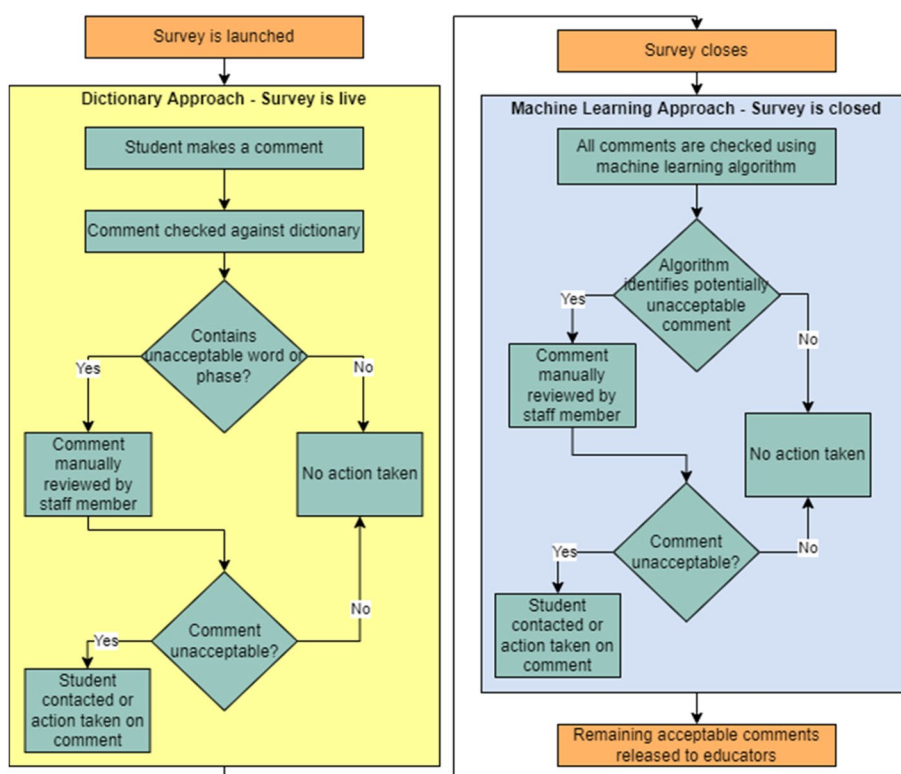 Survey is launched
Dictionary Approach - Survey is live
Student makes a comment
Comment checked against dictionary
Contains
unacceptable word or
phase?
Yes
No
Comment
manually
reviewed by
staff member
No action taken
Comment
unacceptable?
Yes
No
Student
contacted or
action taken on
comment
Survey closes
Machine Learning Approach - Survey is closed
All comments are checked using
machine learning algorithm
Algorithm
identifies potentially
unacceptable
comment
Yes
No
Comment
manually
reviewed by
staff member
No action taken
Comment
unacceptable?
Yes
No
Student
contacted or
action taken on
comment
Remaining acceptable comments
released to educators